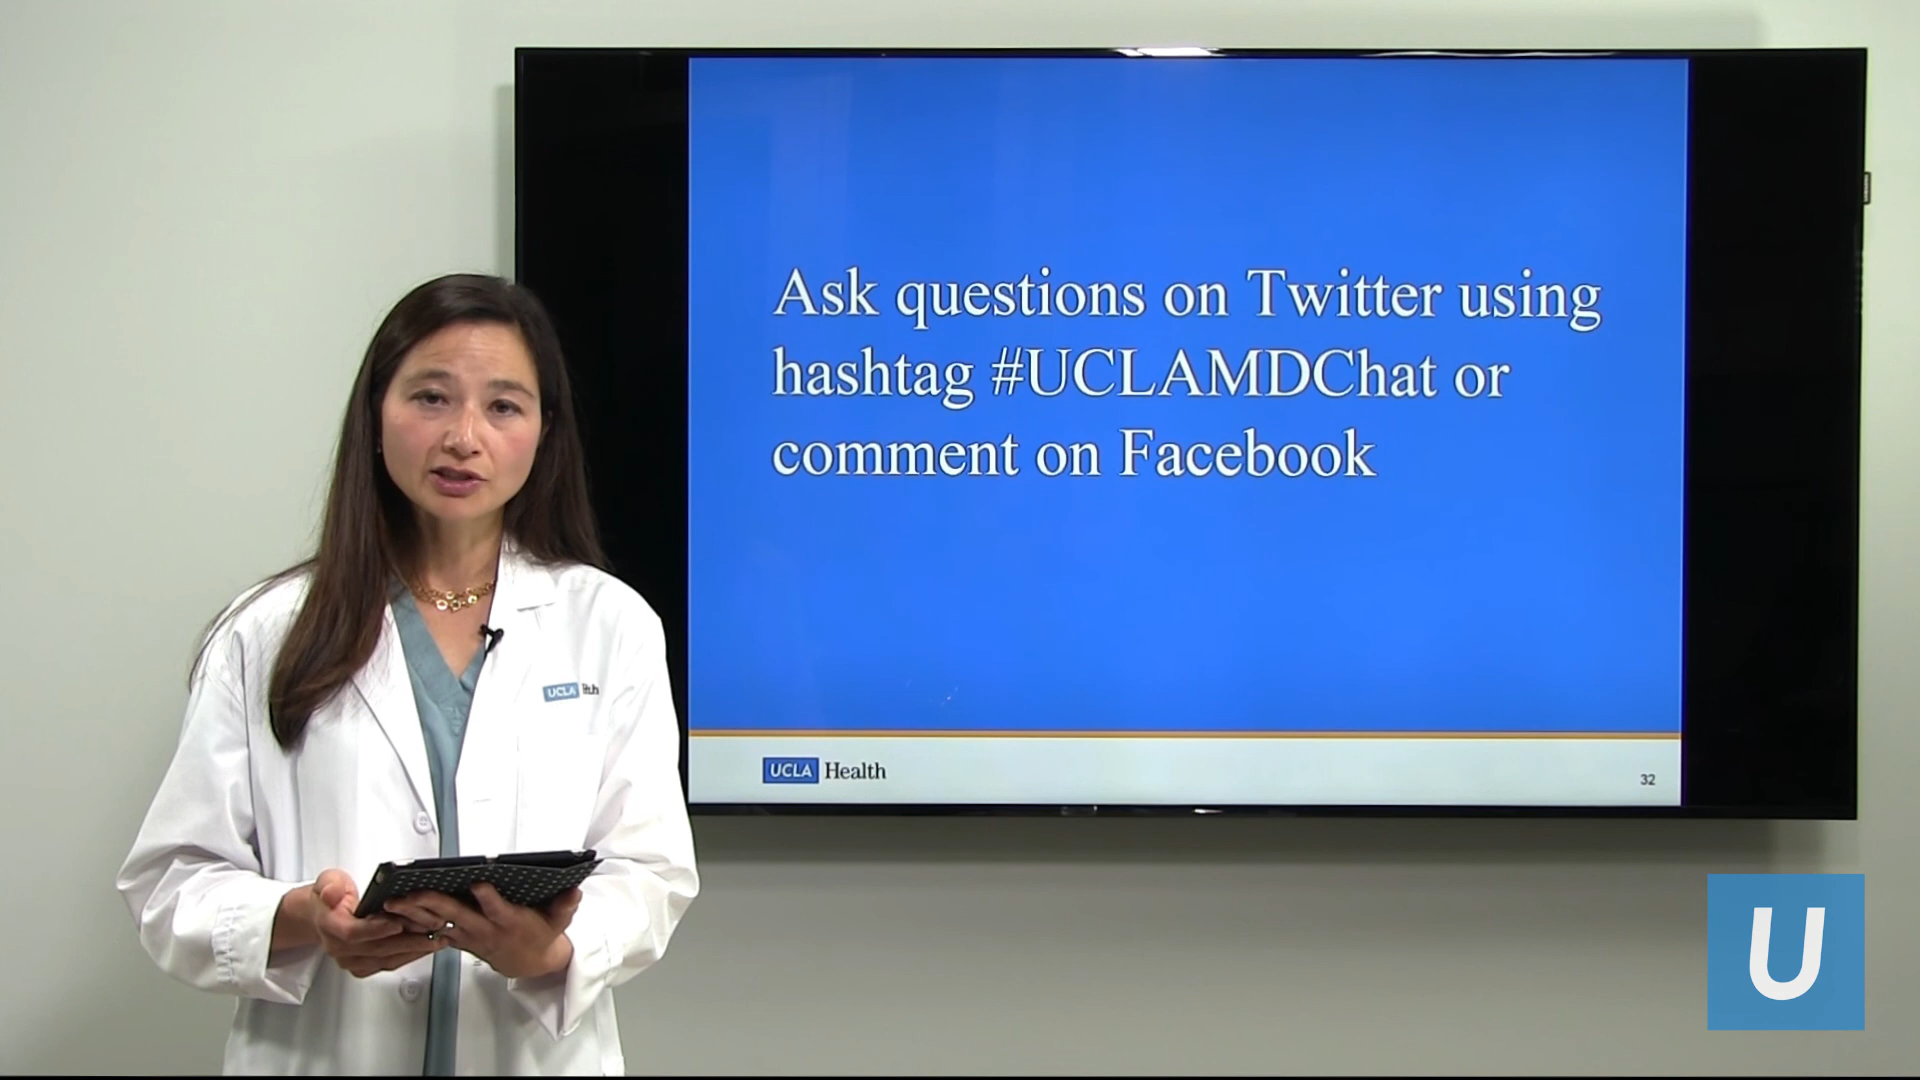 Ask questions on Twitter using
hashtag #UCLAMDChat or
comment on Facebook
UCLA Health
32
UCLA
U